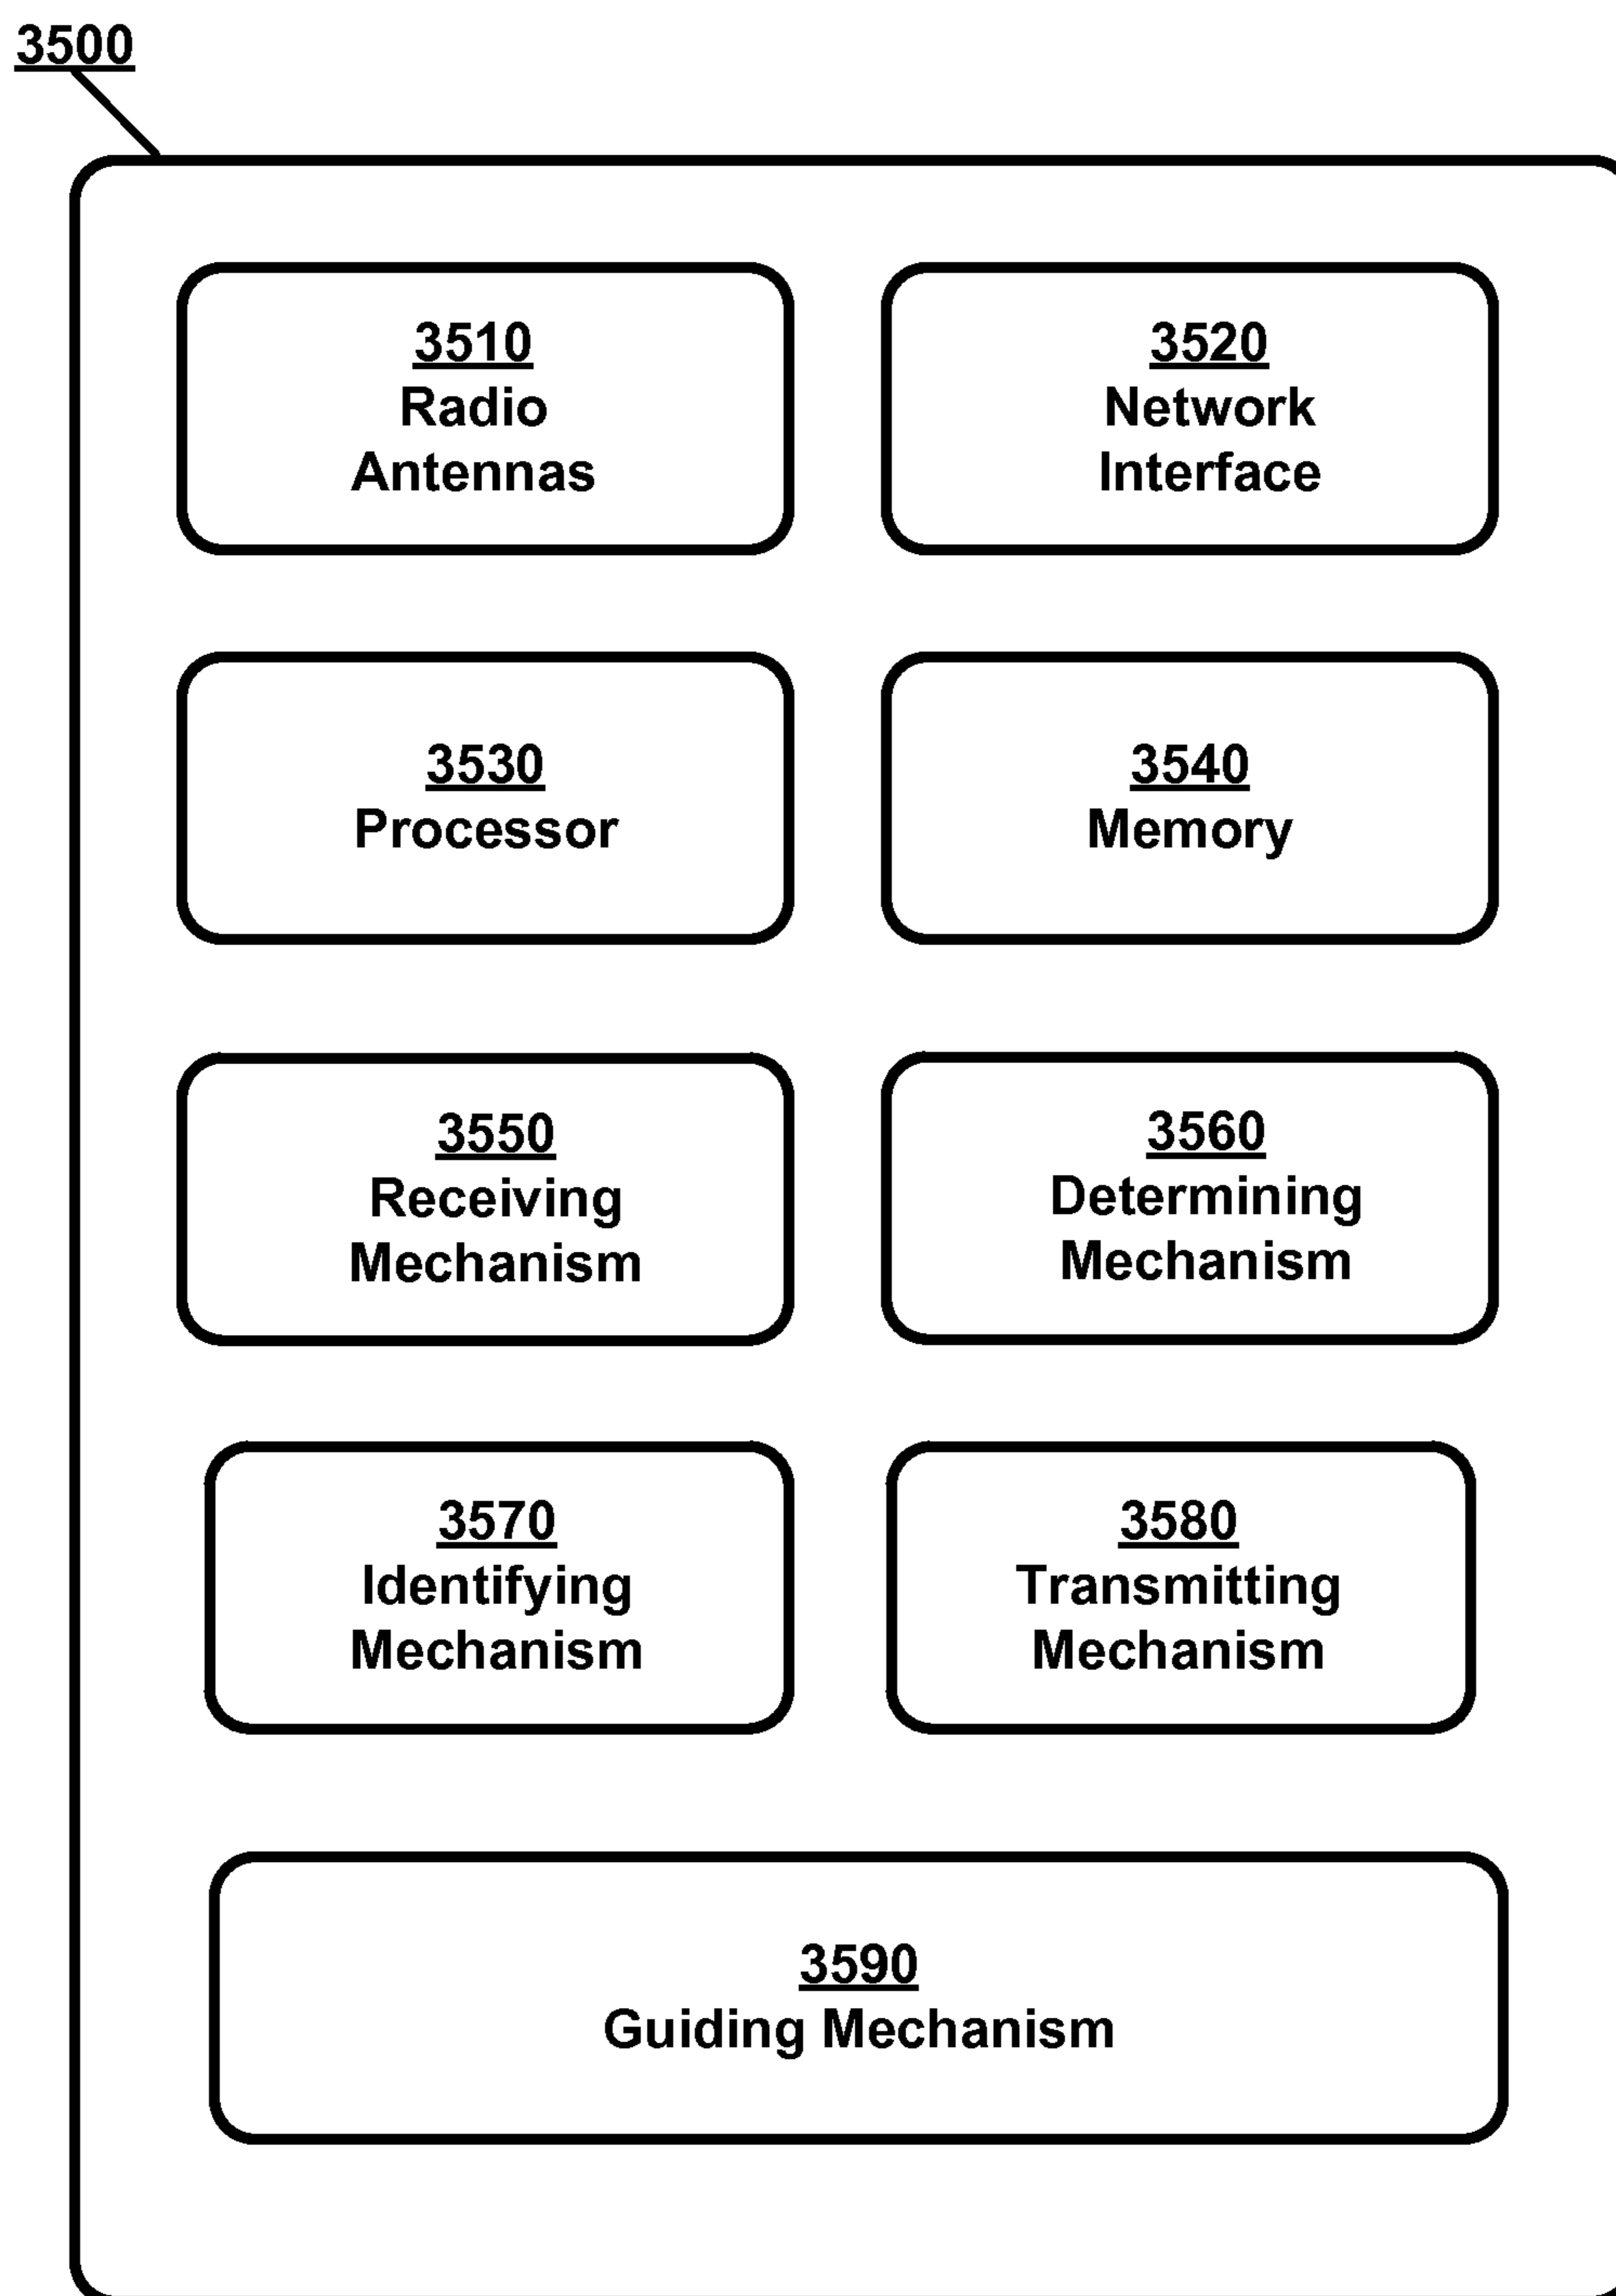 3500
3510
Radio
Antennas
3520
Network
Interface
3530
Processor
3540
Memory
3550
Receiving
Mechanism
3560
Determining
Mechanism
3570
Identifying
Mechanism
3580
Transmitting
Mechanism
3590
Guiding Mechanism